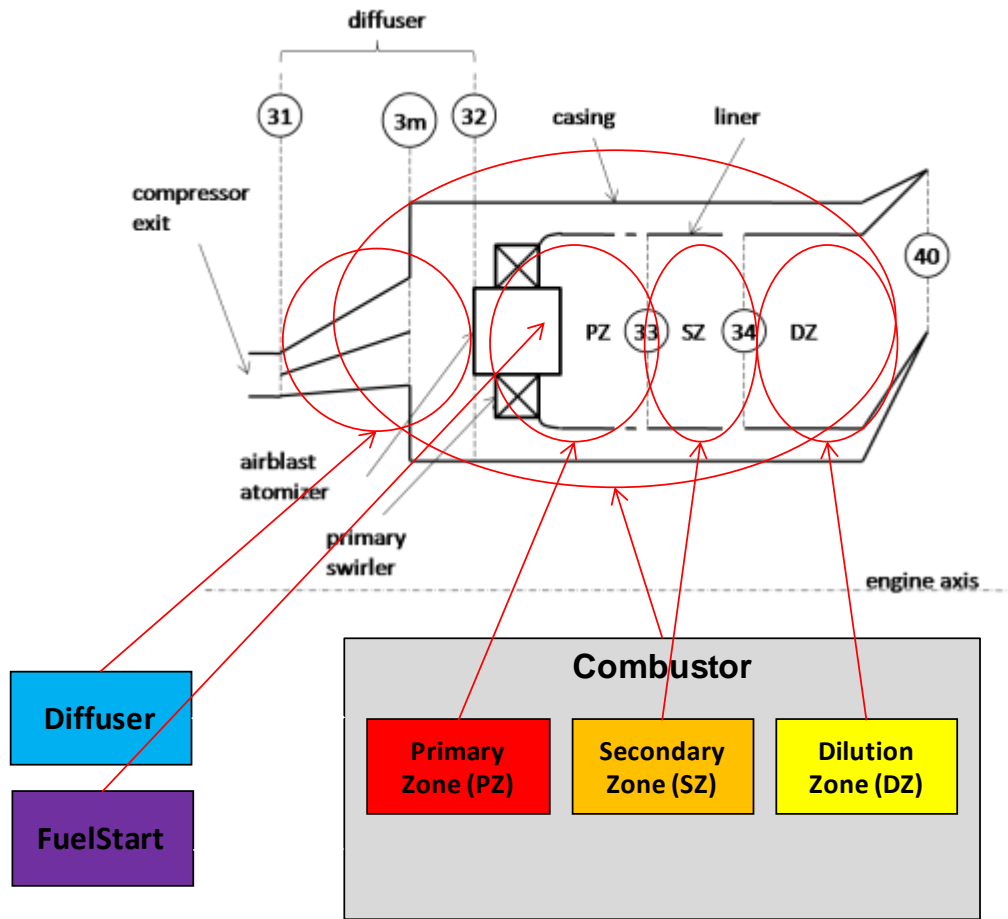 diffuser
31
3m
32
casing
liner
compressor
exit
40
PZ
33
SZ
34
DZ
airblast
atomizer
primary
swirler
engine axis
Combustor
Diffuser
Primary
Zone (PZ)
Secondary
Zone (SZ)
Dilution
Zone (DZ)
FuelStart